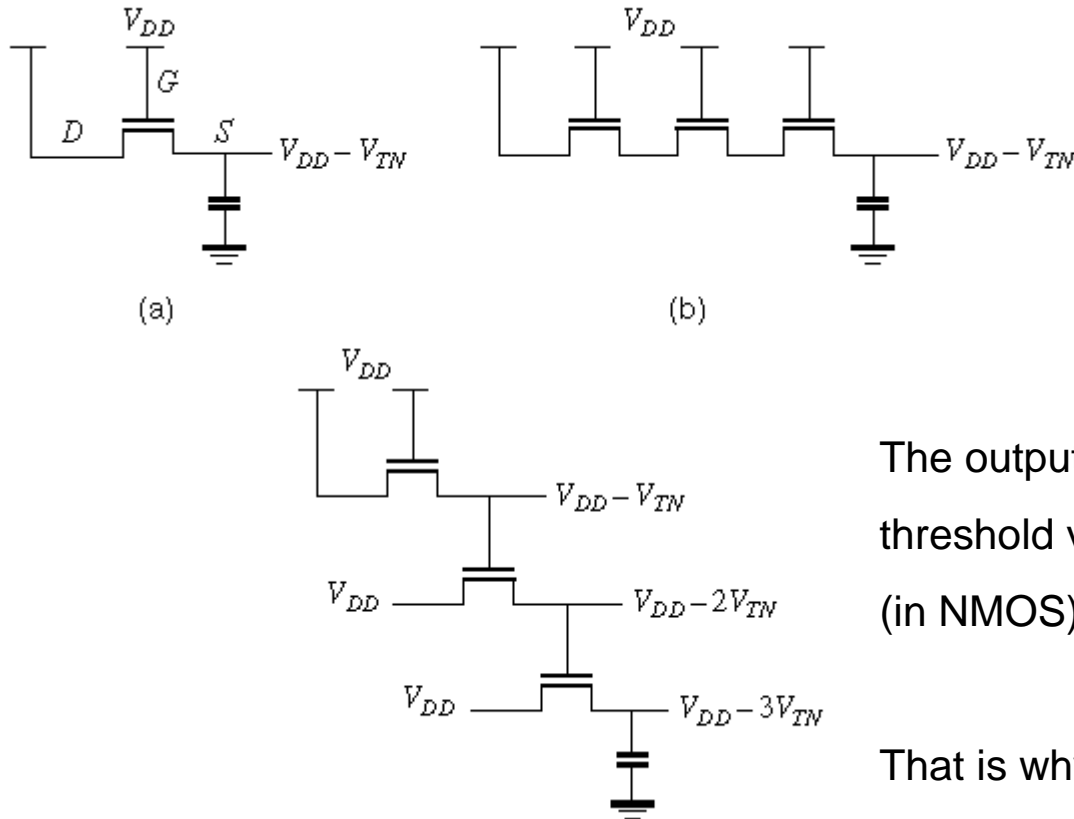 V_DD
G
D
S
V_DD − V_TN
(a)
V_DD
V_DD − V_TN
(b)
V_DD
V_DD − V_TN
V_DD
V_DD − 2V_TN
V_DD
V_DD − 3V_TN
The output
threshold
(in NMOS)
That is